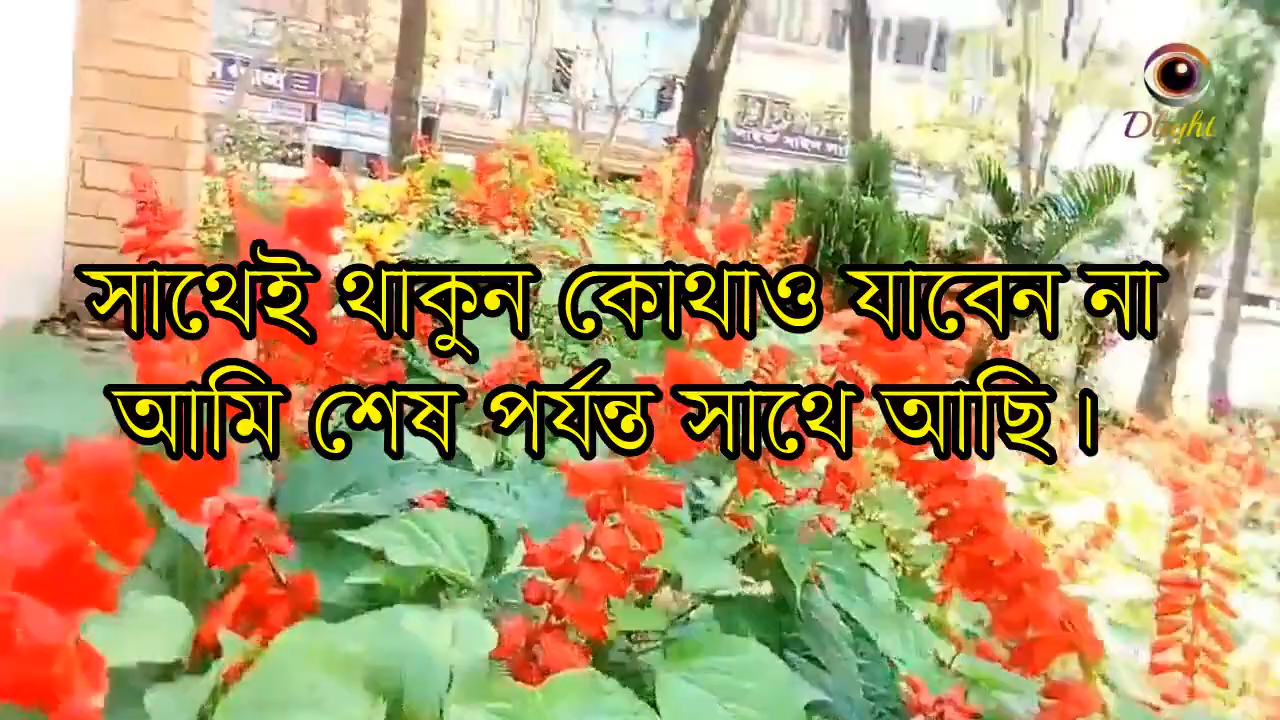 Dlight
সাথেই থাকুন কোথাও যাবেন না
আমি শেষ পর্যন্ত সাথে আছি।